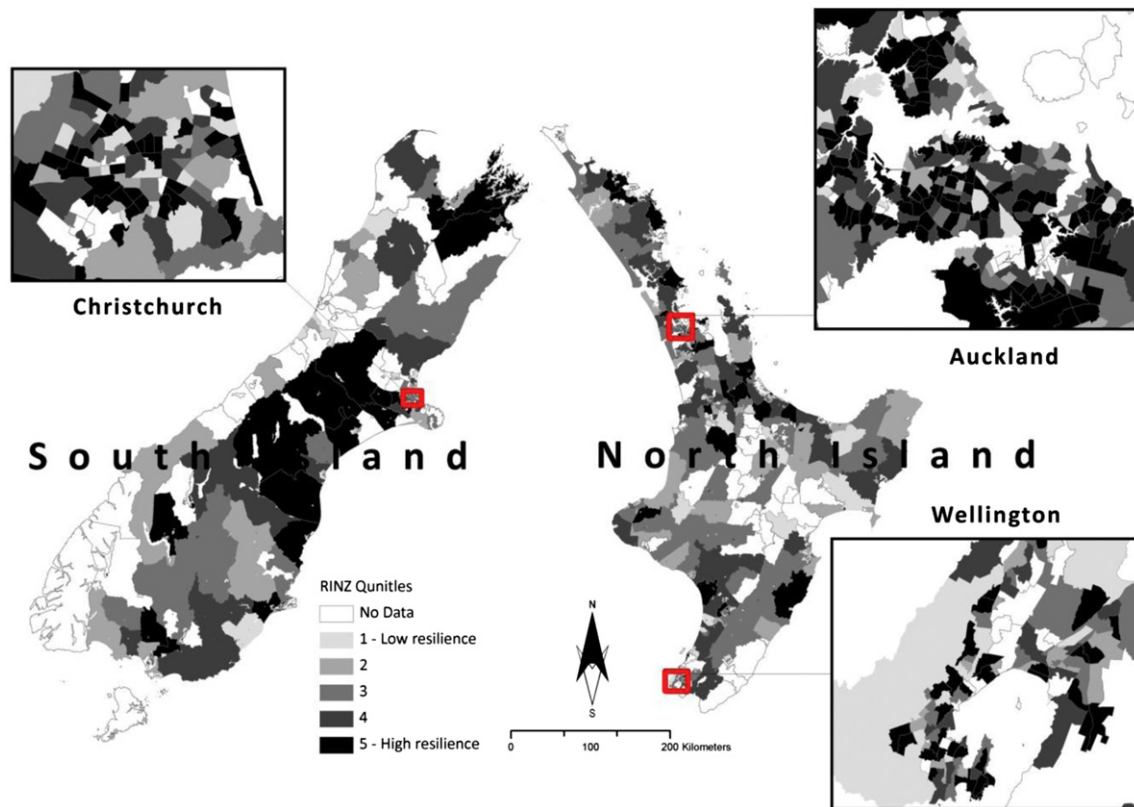 Christchurch
Auckland
South Island
North Island
Wellington
RINZ Qunitles
No Data
1 - Low resilience
2
3
4
5 - High resilience
N
S
0 100 200 Kilometers